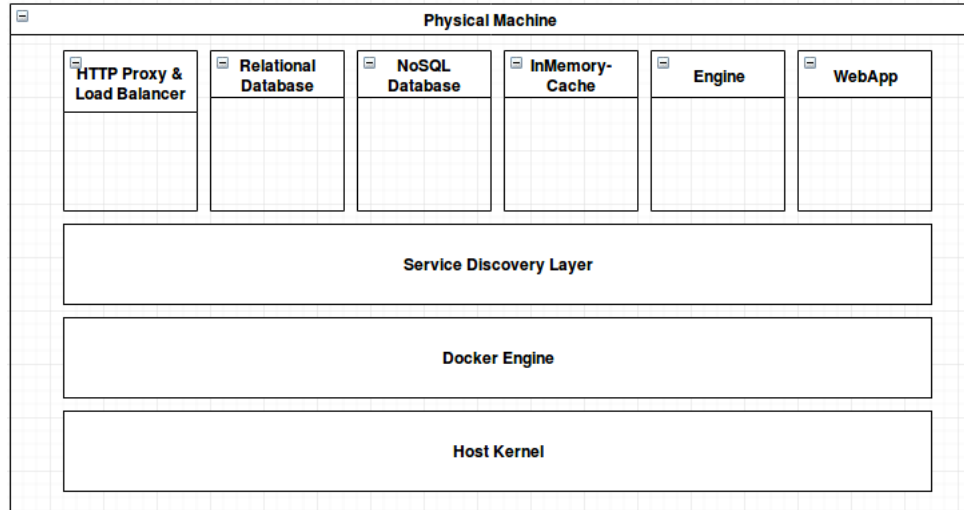 Physical Machine
HTTP Proxy &
Load Balancer
Relational
Database
NoSQL
Database
InMemory-
Cache
Engine
WebApp
Service Discovery Layer
Docker Engine
Host Kernel